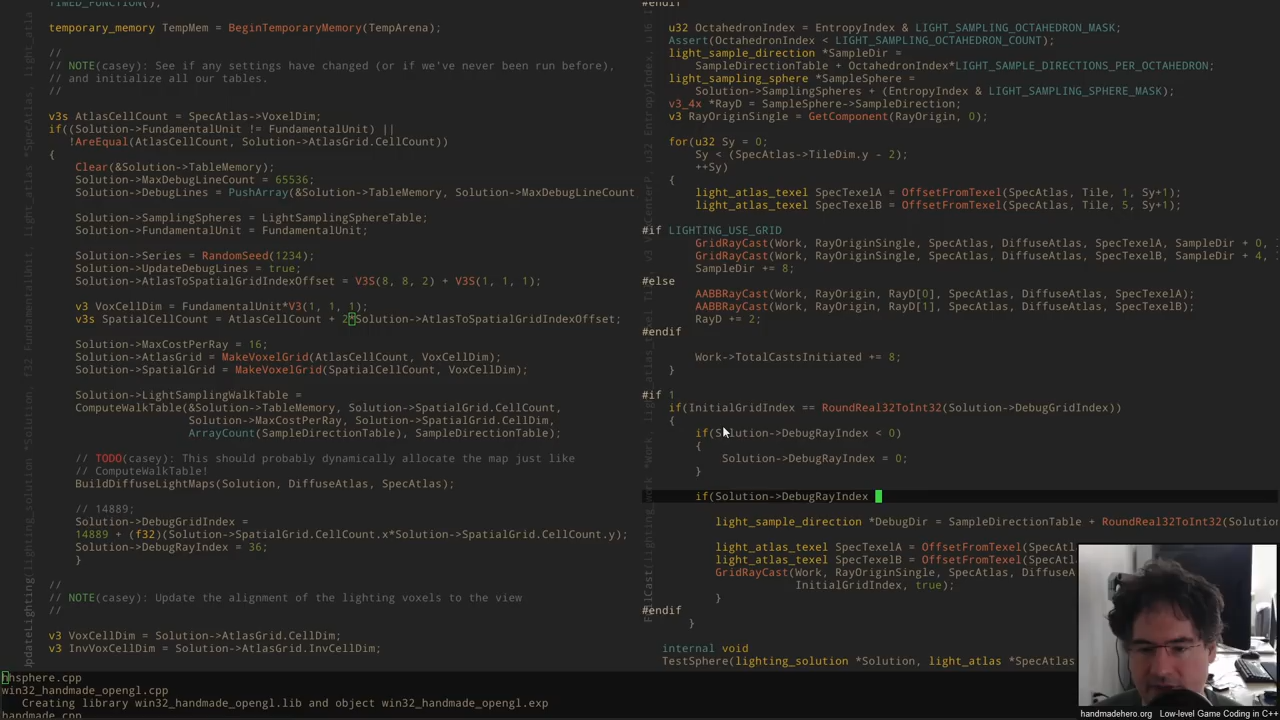 TIMED_FUNCTION();
temporary_memory TempMem = BeginTemporaryMemory(TempArena);
//
// NOTE(casey): See if any settings have changed (or if we've never been run before),
// and initialize all our tables.
//
v3s AtlasCellCount = SpecAtlas->VoxelDim;
if((Solution->FundamentalUnit != FundamentalUnit) ||
!AreEqual(AtlasCellCount, Solution->AtlasGrid.CellCount))
{
Clear(&Solution->TableMemory);
Solution->MaxDebugLineCount = 65536;
Solution->DebugLines = PushArray(&Solution->TableMemory, Solution->MaxDebugLineCount
Solution->SamplingSpheres = LightSamplingSphereTable;
Solution->FundamentalUnit = FundamentalUnit;
Solution->Series = RandomSeed(1234);
Solution->UpdateDebugLines = true;
Solution->AtlasToSpatialGridIndexOffset = V3S(8, 8, 2) + V3S(1, 1, 1);
v3 VoxCellDim = FundamentalUnit*V3(1, 1, 1);
v3s SpatialCellCount = AtlasCellCount + 2*Solution->AtlasToSpatialGridIndexOffset;
Solution->MaxCostPerRay = 16;
Solution->AtlasGrid = MakeVoxelGrid(AtlasCellCount, VoxCellDim);
Solution->SpatialGrid = MakeVoxelGrid(SpatialCellCount, VoxCellDim);
Solution->LightSamplingWalkTable =
ComputeWalkTable(&Solution->TableMemory, Solution->SpatialGrid.CellCount,
Solution->MaxCostPerRay, Solution->SpatialGrid.CellDim,
ArrayCount(SampleDirectionTable), SampleDirectionTable);
// TODO(casey): This should probably dynamically allocate the map just like
// ComputeWalkTable!
BuildDiffuseLightMaps(Solution, DiffuseAtlas, SpecAtlas);
// 14889;
Solution->DebugGridIndex =
14889 + (f32)(Solution->SpatialGrid.CellCount.x*Solution->SpatialGrid.CellCount.y);
Solution->DebugRayIndex = 36;
}
//
// NOTE(casey): Update the alignment of the lighting voxels to the view
//
v3 VoxCellDim = Solution->AtlasGrid.CellDim;
v3 InvVoxCellDim = Solution->AtlasGrid.InvCellDim;
#endif
u32 OctahedronIndex = EntropyIndex & LIGHT_SAMPLING_OCTAHEDRON_MASK;
Assert(OctahedronIndex < LIGHT_SAMPLING_OCTAHEDRON_COUNT);
light_sample_direction *SampleDir =
SampleDirectionTable + OctahedronIndex*LIGHT_SAMPLE_DIRECTIONS_PER_OCTAHEDRON;
light_sampling_sphere *SampleSphere =
Solution->SamplingSpheres + (EntropyIndex & LIGHT_SAMPLING_SPHERE_MASK);
v3_4x *RayD = SampleSphere->SampleDirection;
v3 RayOriginSingle = GetComponent(RayOrigin, 0);
for(u32 Sy = 0;
Sy < (SpecAtlas->TileDim.y - 2);
++Sy)
{
light_atlas_texel SpecTexelA = OffsetFromTexel(SpecAtlas, Tile, 1, Sy+1);
light_atlas_texel SpecTexelB = OffsetFromTexel(SpecAtlas, Tile, 5, Sy+1);
#if LIGHTING_USE_GRID
GridRayCast(Work, RayOriginSingle, SpecAtlas, DiffuseAtlas, SpecTexelA, SampleDir + 0,
GridRayCast(Work, RayOriginSingle, SpecAtlas, DiffuseAtlas, SpecTexelB, SampleDir + 4,
SampleDir += 8;
#else
AABBRayCast(Work, RayOrigin, RayD[0], SpecAtlas, DiffuseAtlas, SpecTexelA);
AABBRayCast(Work, RayOrigin, RayD[1], SpecAtlas, DiffuseAtlas, SpecTexelB);
RayD += 2;
#endif
Work->TotalCastsInitiated += 8;
}
#if 1
if(InitialGridIndex == RoundReal32ToInt32(Solution->DebugGridIndex))
{
if(Solution->DebugRayIndex < 0)
{
Solution->DebugRayIndex = 0;
}
if(Solution->DebugRayIndex
light_sample_direction *DebugDir = SampleDirectionTable + RoundReal32ToInt32(Solution
light_atlas_texel SpecTexelA = OffsetFromTexel(SpecAtl
light_atlas_texel SpecTexelB = OffsetFromTexel(SpecAtl
GridRayCast(Work, RayOriginSingle, SpecAtlas, DiffuseA
InitialGridIndex, true);
}
#endif
}
internal void
TestSphere(lighting_solution *Solution, light_atlas *SpecAtlas,
hhsphere.cpp
win32_handmade_opengl.cpp
Creating library win32_handmade_opengl.lib and object win32_handmade_opengl.exp
handmade.cpp
handmadehero.org | Low-level Game Coding in C++